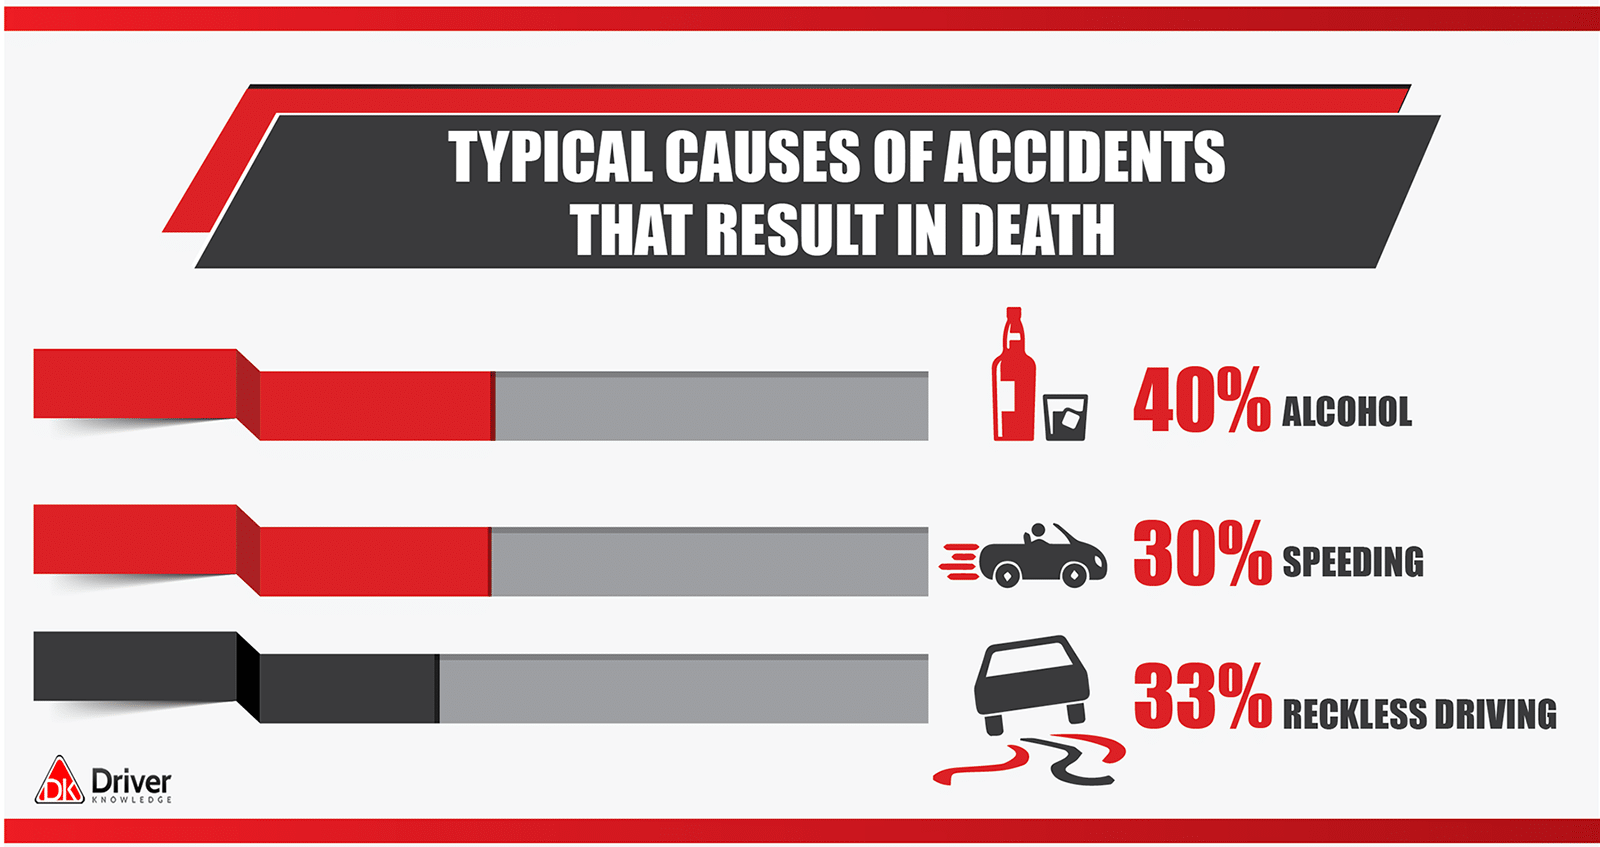 TYPICAL CAUSES OF ACCIDENTS
THAT RESULT IN DEATH
40% ALCOHOL
30% SPEEDING
33% RECKLESS DRIVING
DK Driver
KNOWLEDGE